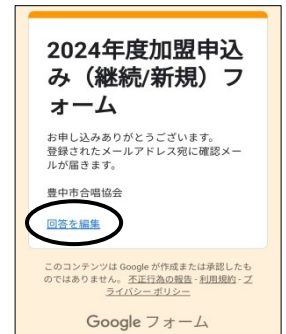 2024年度加盟申込
み（継続/新規）フ
ォーム
お申し込みありがとうございます。
登録されたメールアドレス宛に確認メー
ルが届きます。
豊中市合唱協会
回答を編集
このコンテンツは Google が作成または承認したも
のではありません。 不正行為の報告 - 利用規約 - プ
ライバシー ポリシー
Google フォーム